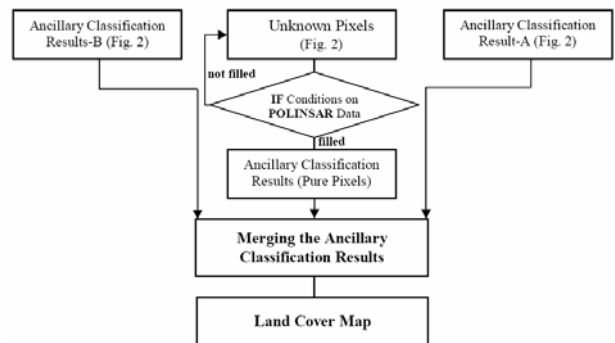 Ancillary Classification
Results-B (Fig. 2)
Unknown Pixels
(Fig. 2)
Ancillary Classification
Result-A (Fig. 2)
not filled
IF Conditions on
POLINSAR Data
filled
Ancillary Classification
Results (Pure Pixels)
Merging the Ancillary
Classification Results
Land Cover Map